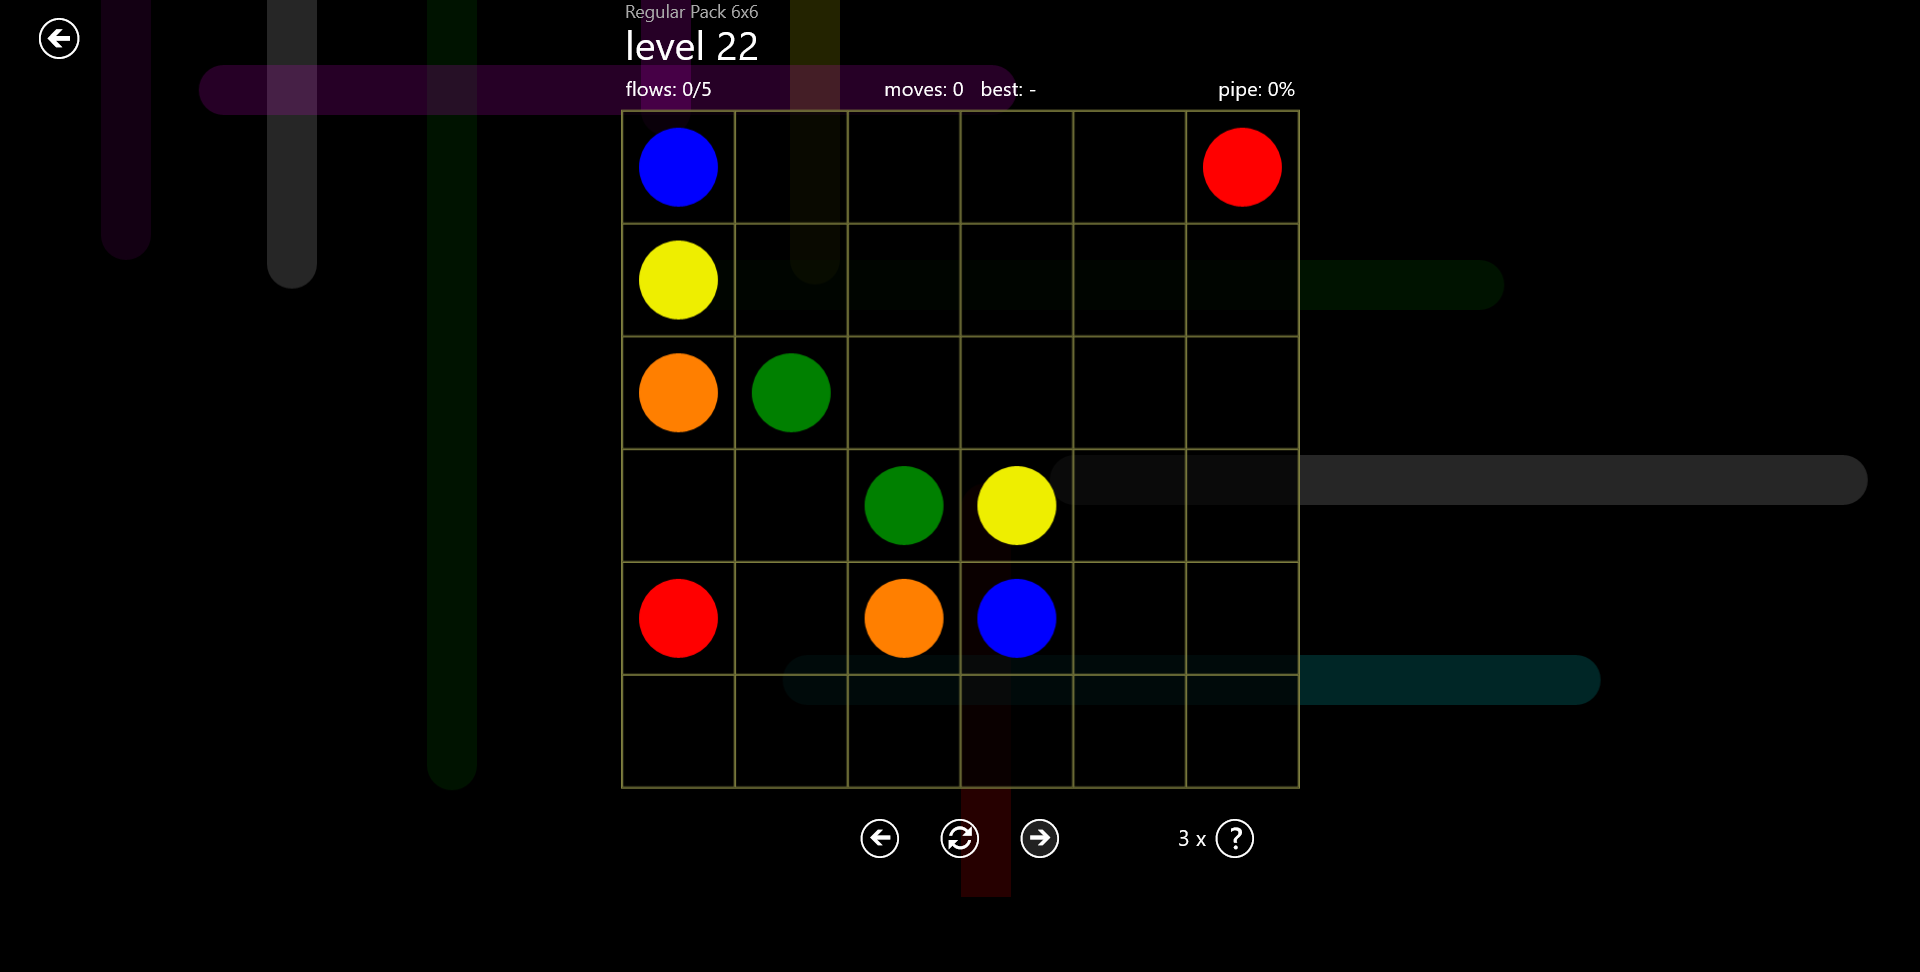 Regular Pack 6x6
level 22
flows: 0/5 moves: 0 best: - pipe: 0%
3 x ?